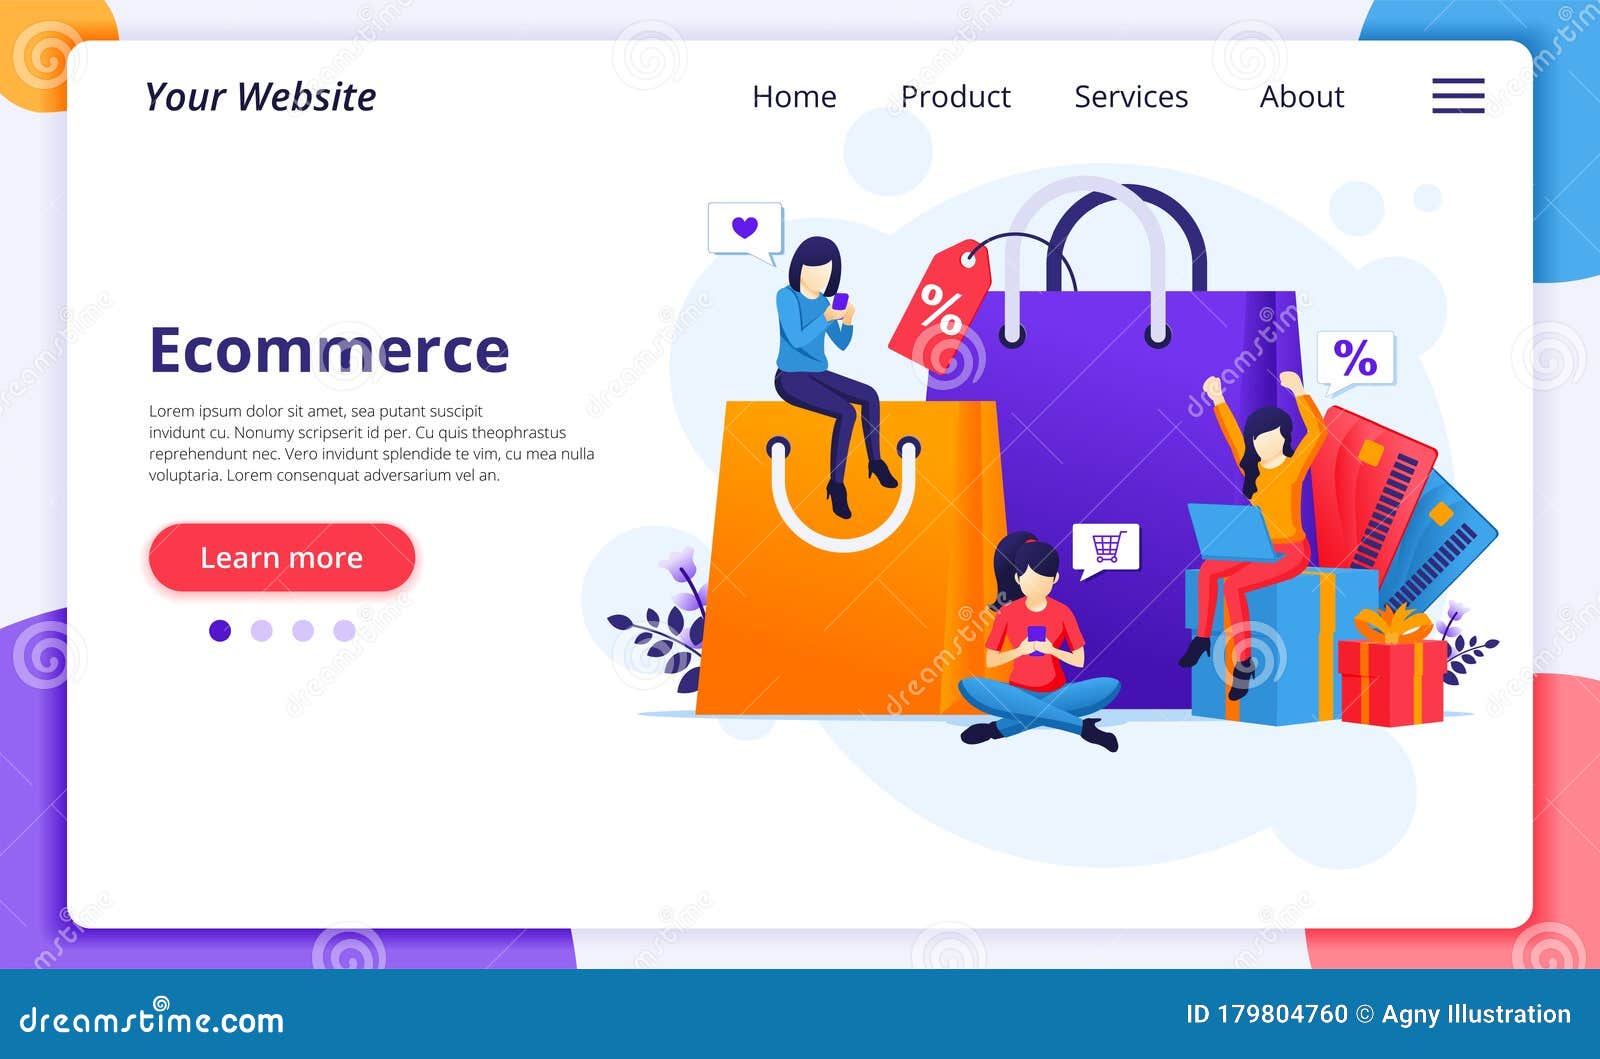 Your Website
Home Product Services About
%
%
Ecommerce
Lorem ipsum dolor sit amet, sea putant suscipit
invidunt cu. Nonumy scripserit id per. Cu quis theophrastus
reprehendunt nec. Vero invidunt splendide te vim, mea nulla
voluptaria. Lorem consequat adversarium vel an.
Learn more
dreamstime.com
ID 179804760 © Agny Illustration